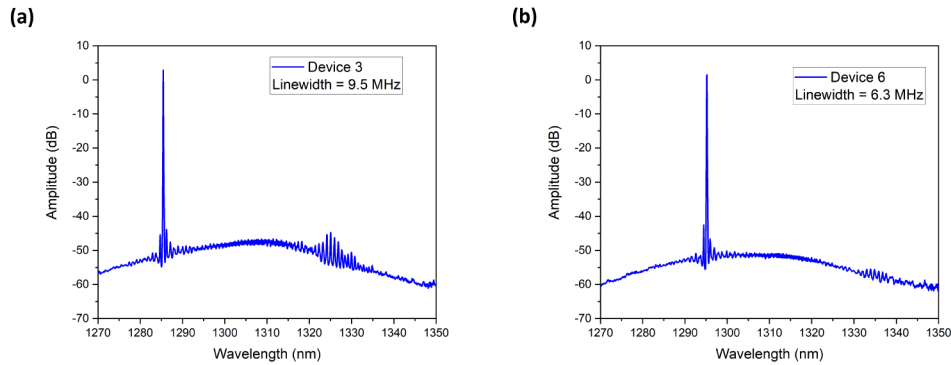 (a)
10
0
-10
-20
-30
-40
-50
-60
-70
Amplitude (dB)
Device 3
Linewidth = 9.5 MHz
1270 1280 1290 1300 1310 1320 1330 1340 1350
Wavelength (nm)
(b)
10
0
-10
-20
-30
-40
-50
-60
-70
Amplitude (dB)
Device 6
Linewidth = 6.3 MHz
1270 1280 1290 1300 1310 1320 1330 1340 1350
Wavelength (nm)